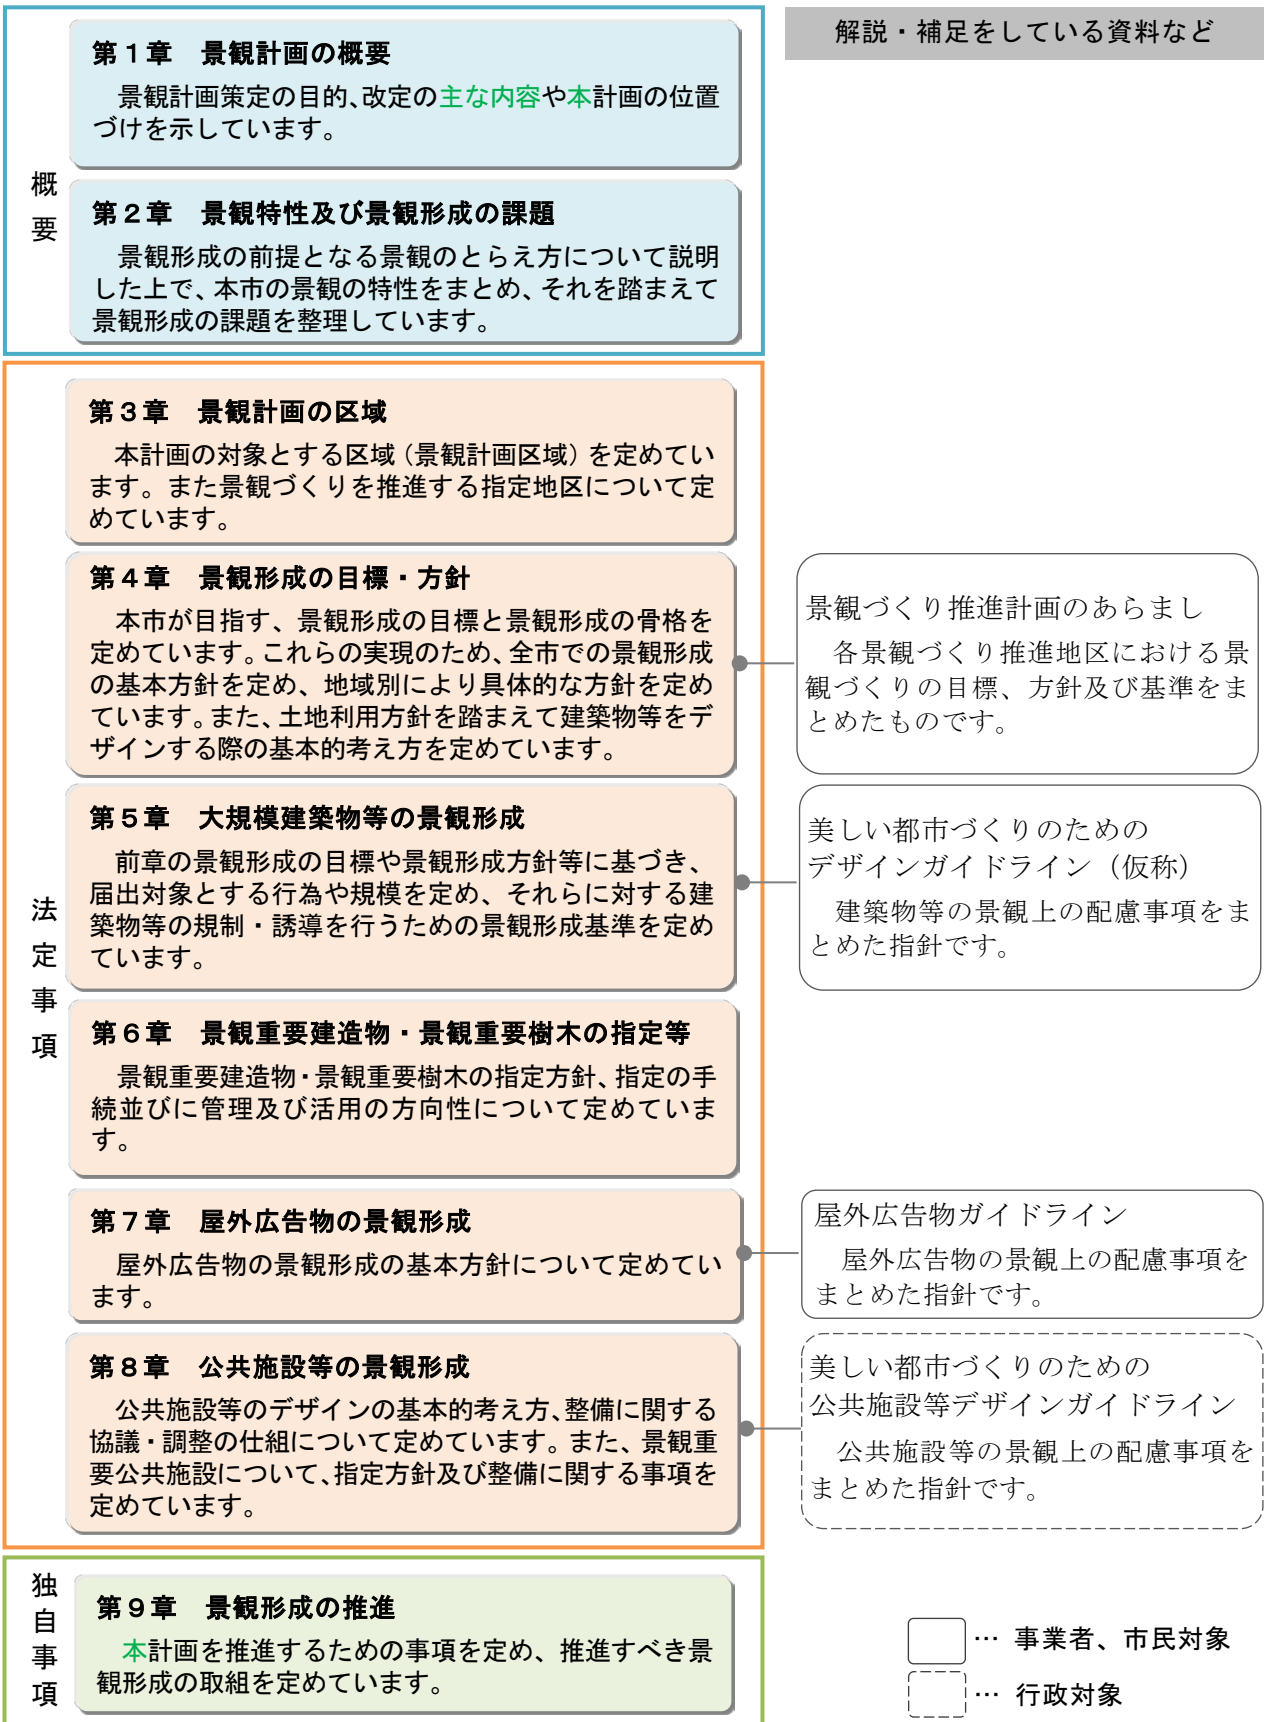 解説・補足をしている資料など
概要
第１章　景観計画の概要
景観計画策定の目的、改定の主な内容や本計画の位置
づけを示しています。
第２章　景観特性及び景観形成の課題
景観形成の前提となる景観のとらえ方について説明
した上で、本市の景観の特性をまとめ、それを踏まえて
景観形成の課題を整理しています。
法定事項
第３章　景観計画の区域
本計画の対象とする区域（景観計画区域）を定めてい
ます。また景観づくりを推進する指定地区について定
めています。
第４章　景観形成の目標・方針
本市が目指す、景観形成の目標と景観形成の骨格を
定めています。これらの実現のため、全市での景観形成
の基本方針を定め、地域別により具体的な方針を定め
ています。また、土地利用方針を踏まえて建築物等をデ
ザインする際の基本的考え方を定めています。
景観づくり推進計画のあらまし
各景観づくり推進地区における景
観づくりの目標、方針及び基準をま
とめたものです。
第５章　大規模建築物等の景観形成
前章の景観形成の目標や景観形成方針等に基づき、
届出対象とする行為や規模を定め、それらに対する建
築物等の規制・誘導を行うための景観形成基準を定め
ています。
美しい都市づくりのための
デザインガイドライン（仮称）
建築物等の景観上の配慮事項をま
とめた指針です。
第６章　景観重要建造物・景観重要樹木の指定等
景観重要建造物・景観重要樹木の指定方針、指定の手
続並びに管理及び活用の方向性について定めていま
す。
第７章　屋外広告物の景観形成
屋外広告物の景観形成の基本方針について定めてい
ます。
屋外広告物ガイドライン
屋外広告物の景観上の配慮事項を
まとめた指針です。
第８章　公共施設等の景観形成
公共施設等のデザインの基本的考え方、整備に関する
協議・調整の仕組について定めています。また、景観重
要公共施設について、指定方針及び整備に関する事項を
定めています。
美しい都市づくりのための
公共施設等デザインガイドライン
公共施設等の景観上の配慮事項を
まとめた指針です。
独自事項
第９章　景観形成の推進
本計画を推進するための事項を定め、推進すべき景
観形成の取組を定めています。
… 事業者、市民対象
… 行政対象